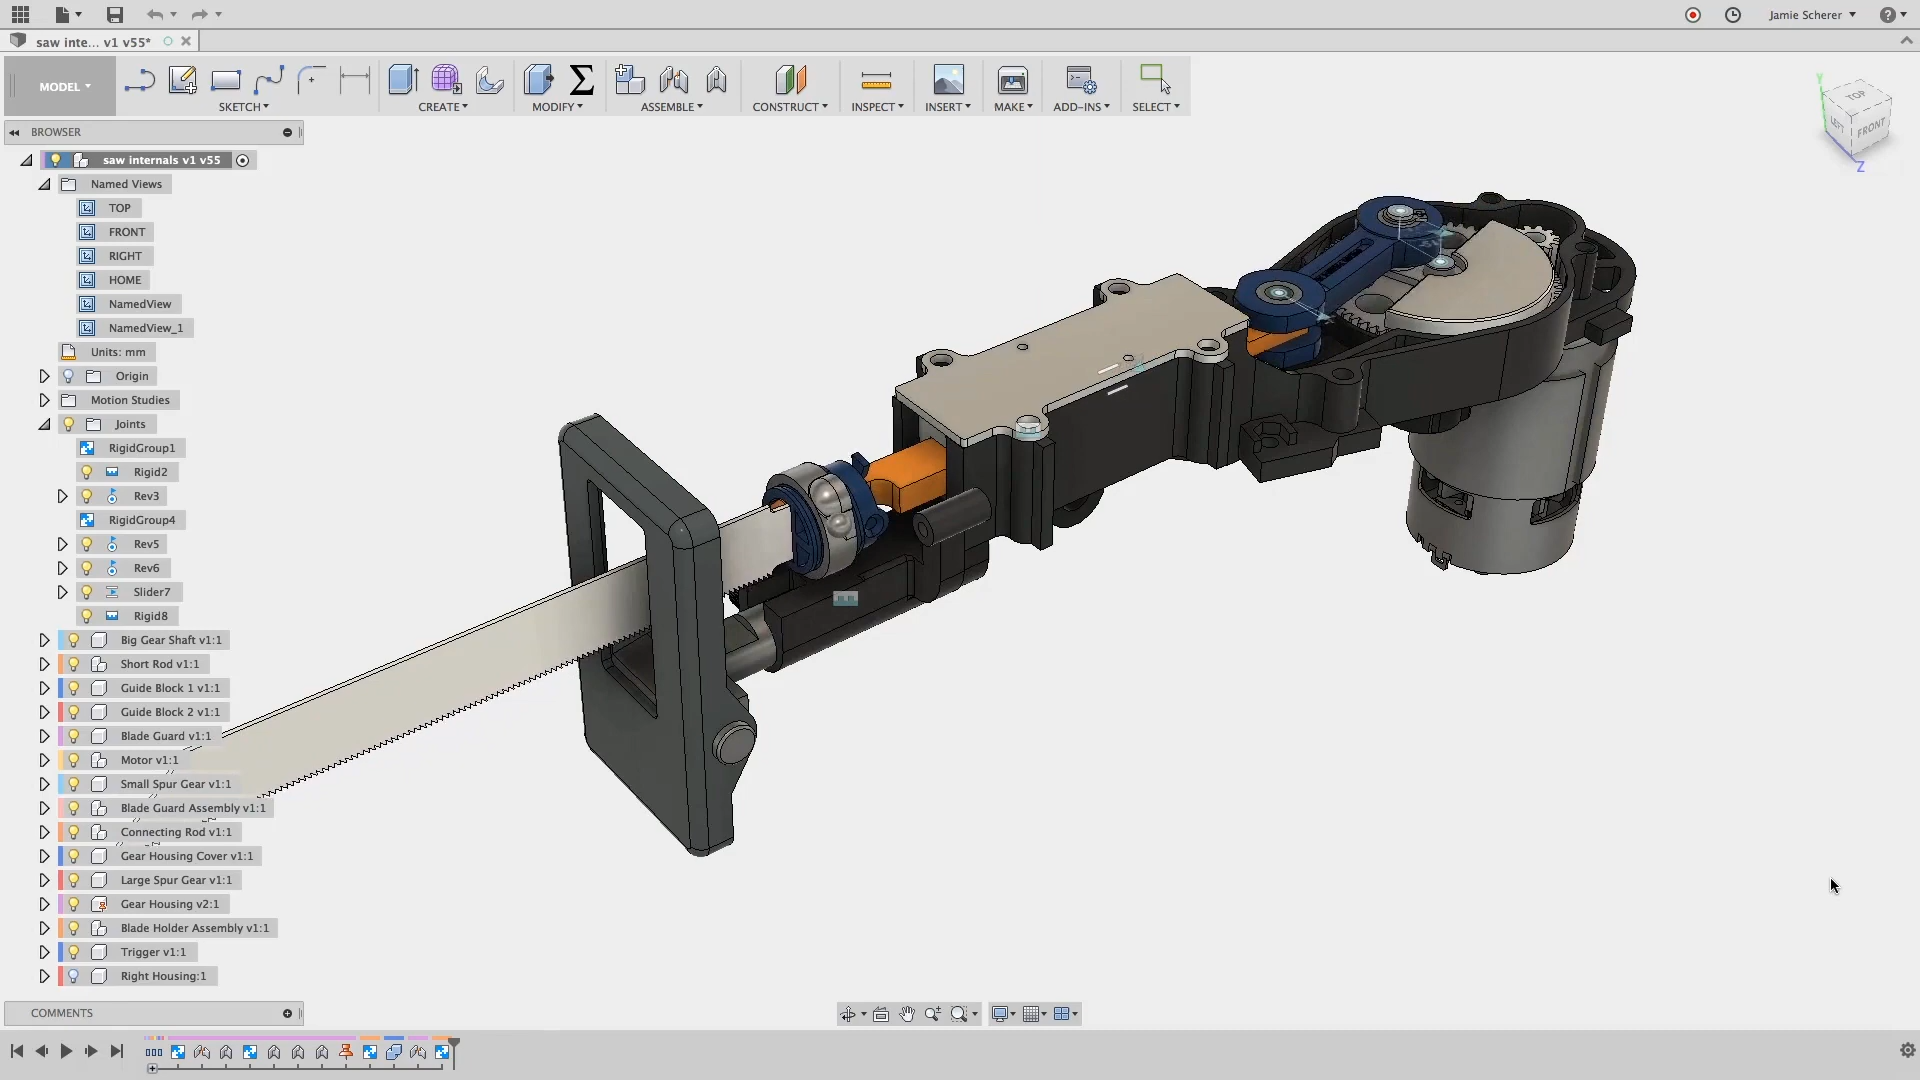 Jamie Scherer
saw inte... v1 v55*
MODEL
SKETCH
CREATE
MODIFY
ASSEMBLE
CONSTRUCT
INSPECT
INSERT
MAKE
ADD-INS
SELECT
BROWSER
saw internals v1 v55
Named Views
TOP
FRONT
RIGHT
HOME
NamedView
NamedView_1
Units: mm
Origin
Motion Studies
Joints
RigidGroup1
Rigid2
Rev3
RigidGroup4
Rev5
Rev6
Slider7
Rigid8
Big Gear Shaft v1:1
Short Rod v1:1
Guide Block 1 v1:1
Guide Block 2 v1:1
Blade Guard v1:1
Motor v1:1
Small Spur Gear v1:1
Blade Guard Assembly v1:1
Connecting Rod v1:1
Gear Housing Cover v1:1
Large Spur Gear v1:1
Gear Housing v2:1
Blade Holder Assembly v1:1
Trigger v1:1
Right Housing:1
Y
TOP
LEFT
FRONT
Z
COMMENTS